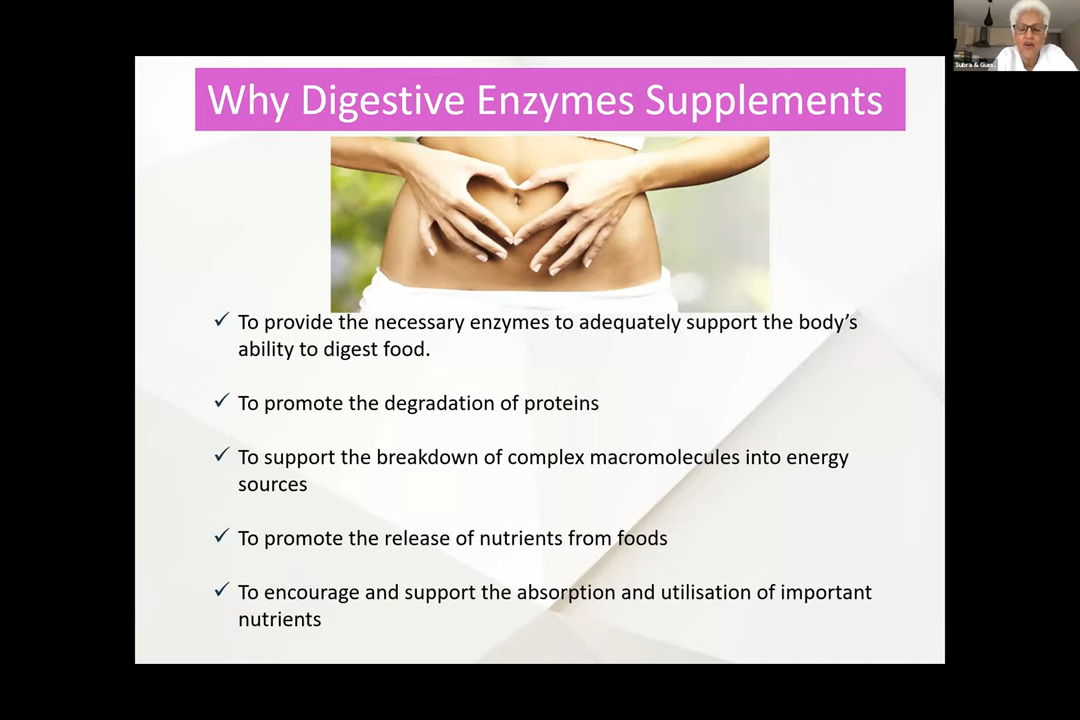 Why Digestive Enzymes Supplements
Subra & Gian
✓ To provide the necessary enzymes to adequately support the body's
ability to digest food.
✓ To promote the degradation of proteins
✓ To support the breakdown of complex macromolecules into energy
sources
✓ To promote the release of nutrients from foods
✓ To encourage and support the absorption and utilisation of important
nutrients